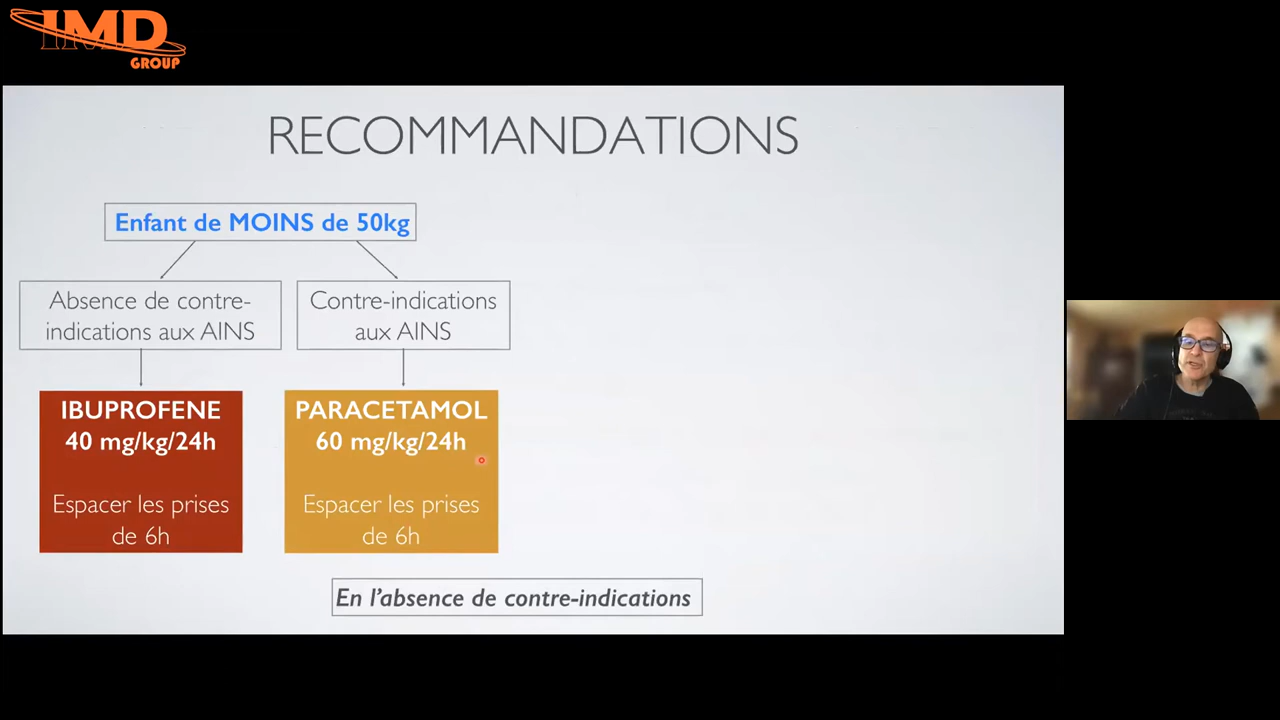 IMD
GROUP
RECOMMANDATIONS
Enfant de MOINS de 50kg
Absence de contre-
indications aux AINS
Contre-indications
aux AINS
IBUPROFENE
40 mg/kg/24h
Espacer les prises
de 6h
PARACETAMOL
60 mg/kg/24h
Espacer les prises
de 6h
En l'absence de contre-indications